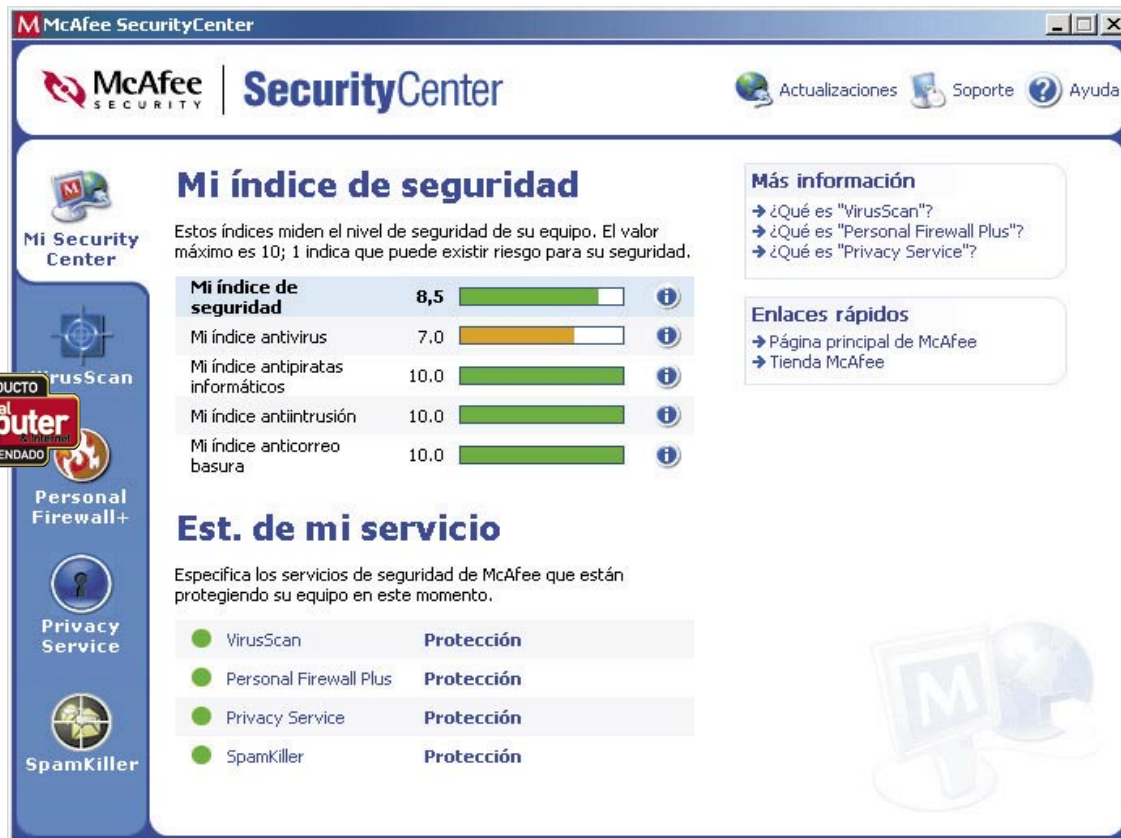 McAfee SecurityCenter
McAfee
SECURITY
SecurityCenter
Actualizaciones
Soporte
Ayuda
Mi Security
Center
VirusScan
Personal
Firewall+
Privacy
Service
SpamKiller
& Internet
Mi índice de seguridad
Estos índices miden el nivel de seguridad de su equipo. El valor
máximo es 10; 1 indica que puede existir riesgo para su seguridad.
Mi índice de
seguridad
8,5
Mi índice antivirus
7.0
Mi índice antipiratas
informáticos
10.0
Mi índice antiintrusión
10.0
Mi índice anticorreo
basura
10.0
Est. de mi servicio
Especifica los servicios de seguridad de McAfee que están
protegiendo su equipo en este momento.
VirusScan Protección
Personal Firewall Plus Protección
Privacy Service Protección
SpamKiller Protección
Más información
¿Qué es "VirusScan"?
¿Qué es "Personal Firewall Plus"?
¿Qué es "Privacy Service"?
Enlaces rápidos
Página principal de McAfee
Tienda McAfee